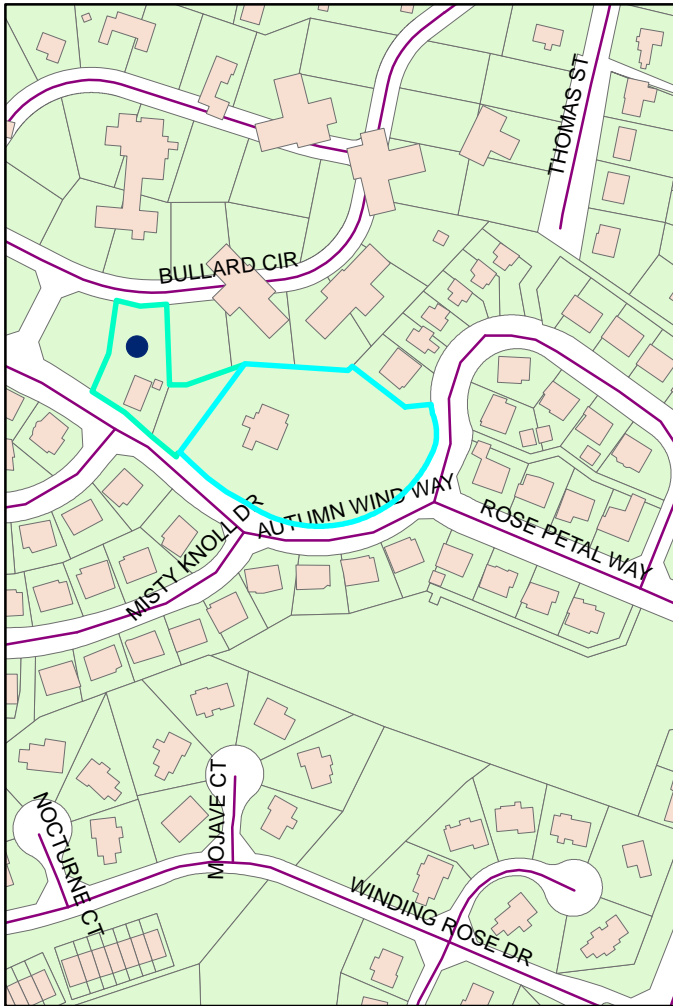 THOMAS ST
BULLARD CIR
AUTUMN WIND WAY
MISTY KNOLL DR
ROSE PETAL WAY
MOJAVE CT
NOCTURNE CT
WINDING ROSE DR